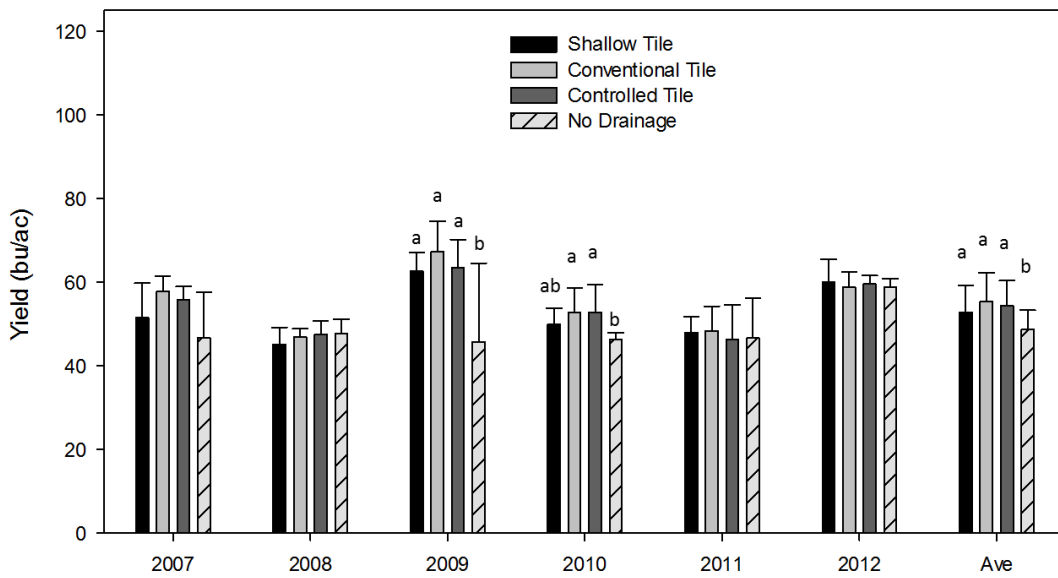 120
Shallow Tile
Conventional Tile
Controlled Tile
No Drainage
100
80
60
40
20
0
Yield (bu/ac)
a
a
a
b
ab
a
a
b
a
a
a
b
2007 2008 2009 2010 2011 2012 Ave